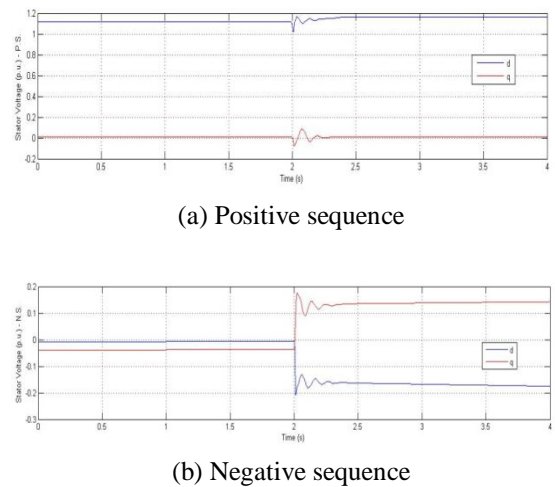 1.2
1
0.8
0.6
0.4
0.2
0
-0.2
Stator Voltage (p.u.) - P.S.
d
q
0 0.5 1 1.5 2 2.5 3 3.5 4
Time (s)
(a) Positive sequence
0.2
0.1
0
-0.1
-0.2
-0.3
Stator Voltage (p.u.) - N.S.
d
q
0 0.5 1 1.5 2 2.5 3 3.5 4
Time (s)
(b) Negative sequence